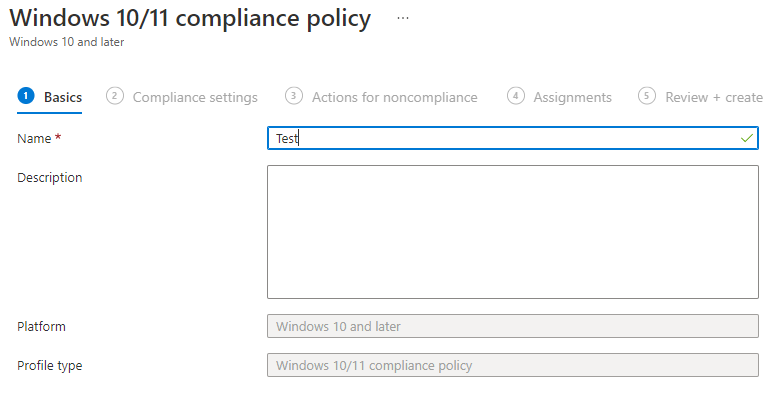 Windows 10/11 compliance policy ...
Windows 10 and later
1 Basics 2 Compliance settings 3 Actions for noncompliance 4 Assignments 5 Review + create
Name * Test
Description
Platform Windows 10 and later
Profile type Windows 10/11 compliance policy